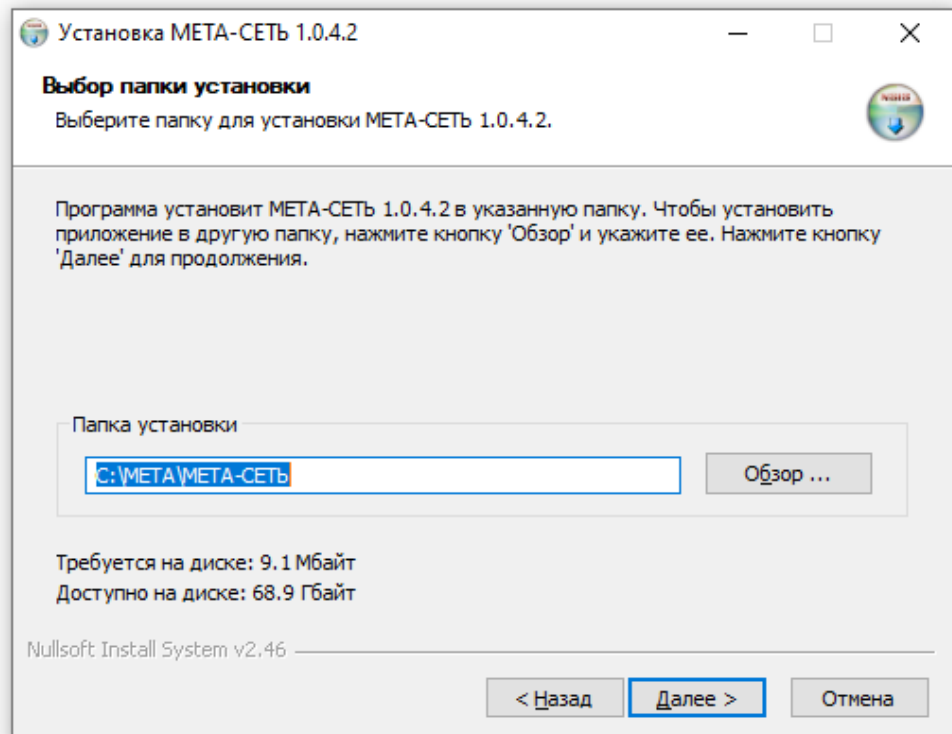 Установка МЕТА-СЕТЬ 1.0.4.2
Выбор папки установки
Выберите папку для установки МЕТА-СЕТЬ 1.0.4.2.
Программа установит МЕТА-СЕТЬ 1.0.4.2 в указанную папку. Чтобы установить
приложение в другую папку, нажмите кнопку 'Обзор' и укажите ее. Нажмите кнопку
'Далее' для продолжения.
Папка установки
C:\МЕТА\МЕТА-СЕТЬ
Обзор ...
Требуется на диске: 9.1 Мбайт
Доступно на диске: 68.9 Гбайт
Nullsoft Install System v2.46
< Назад
Далее >
Отмена